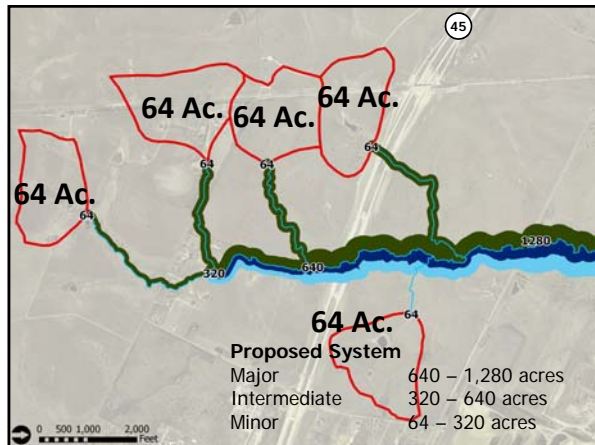 45
64 Ac.
64 Ac.
64 Ac.
64
64
64
64 Ac.
64
320
640
1280
64 Ac.
64
Proposed System
Major 640 – 1,280 acres
Intermediate 320 – 640 acres
Minor 64 – 320 acres
0 500 1,000 2,000
Feet